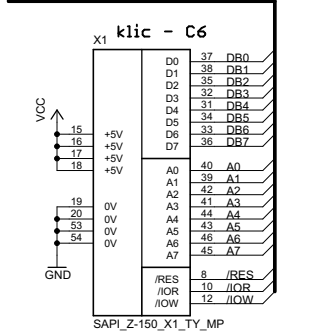 klic - C6
X1
D0 37 DB0
D1 38 DB1
D2 35 DB2
D3 32 DB3
D4 31 DB4
D5 34 DB5
D6 33 DB6
D7 36 DB7
VCC
15 +5V
16 +5V
17 +5V
18 +5V
A0 40 A0
A1 39 A1
A2 42 A2
A3 41 A3
A4 44 A4
A5 43 A5
A6 46 A6
A7 45 A7
19 0V
20 0V
53 0V
54 0V
GND
/RES 8 /RES
/IOR 10 /IOR
/IOW 12 /IOW
SAPI_Z-150_X1_TY_MP